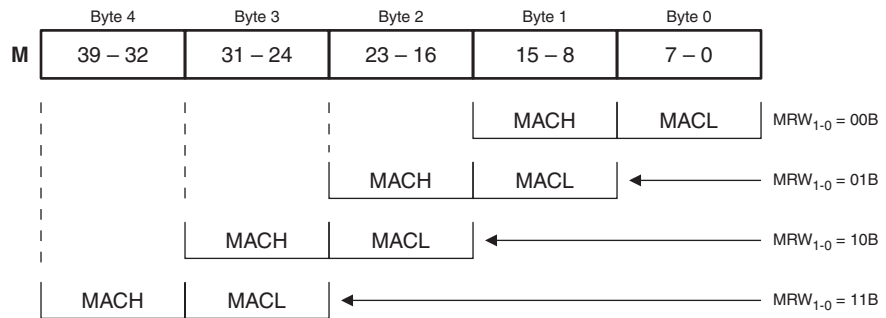 Byte 4 Byte 3 Byte 2 Byte 1 Byte 0
M 39 – 32 31 – 24 23 – 16 15 – 8 7 – 0
MACH MACL MRW1-0 = 00B
MACH MACL MRW1-0 = 01B
MACH MACL MRW1-0 = 10B
MACH MACL MRW1-0 = 11B